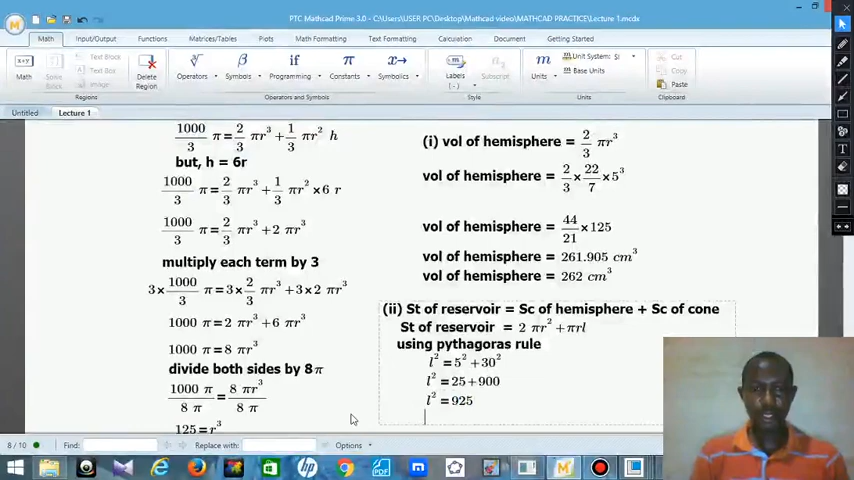 PTC Mathcad Prime 3.0 - C:\Users\USER PC\Desktop\Mathcad video\MATHCAD PRACTICE\Lecture 1.mcdx
Math Input/Output Functions Matrices/Tables Plots Math Formatting Text Formatting Calculation Document Getting Started
Math
Solve Block
Text Block
Text Box
Image
Delete Region
Operators
Symbols
Programming
Constants
Symbolics
Labels
Subscript
Units
Unit System: SI
Base Units
Cut
Copy
Paste
Regions Operators and Symbols Style Units Clipboard
Untitled Lecture 1
1000/3 π = 2/3 πr³ + 1/3 πr² h
but, h = 6r
1000/3 π = 2/3 πr³ + 1/3 πr² × 6 r
1000/3 π = 2/3 πr³ + 2 πr³
multiply each term by 3
3 × 1000/3 π = 3 × 2/3 πr³ + 3 × 2 πr³
1000 π = 2 πr³ + 6 πr³
1000 π = 8 πr³
divide both sides by 8π
1000 π/8 π = 8 πr³/8 π
125 = r³
(i) vol of hemisphere = 2/3 πr³
vol of hemisphere = 2/3 × 22/7 × 5³
vol of hemisphere = 44/21 × 125
vol of hemisphere = 261.905 cm³
vol of hemisphere = 262 cm³
(ii) St of reservoir = Sc of hemisphere + Sc of cone
St of reservoir = 2 πr² + πrl
using pythagoras rule
l² = 5² + 30²
l² = 25 + 900
l² = 925
8 / 10 Find: Replace with: Options